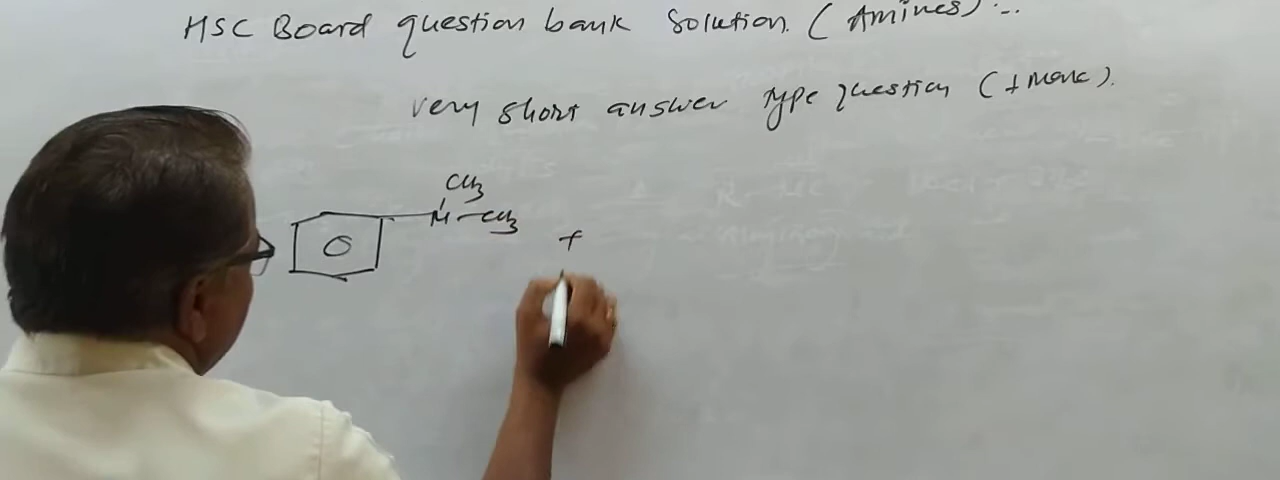 HSC Board question bank Solution. (Amines)...
very short answer type question (1 Mark).
CH3
N-CH3
+